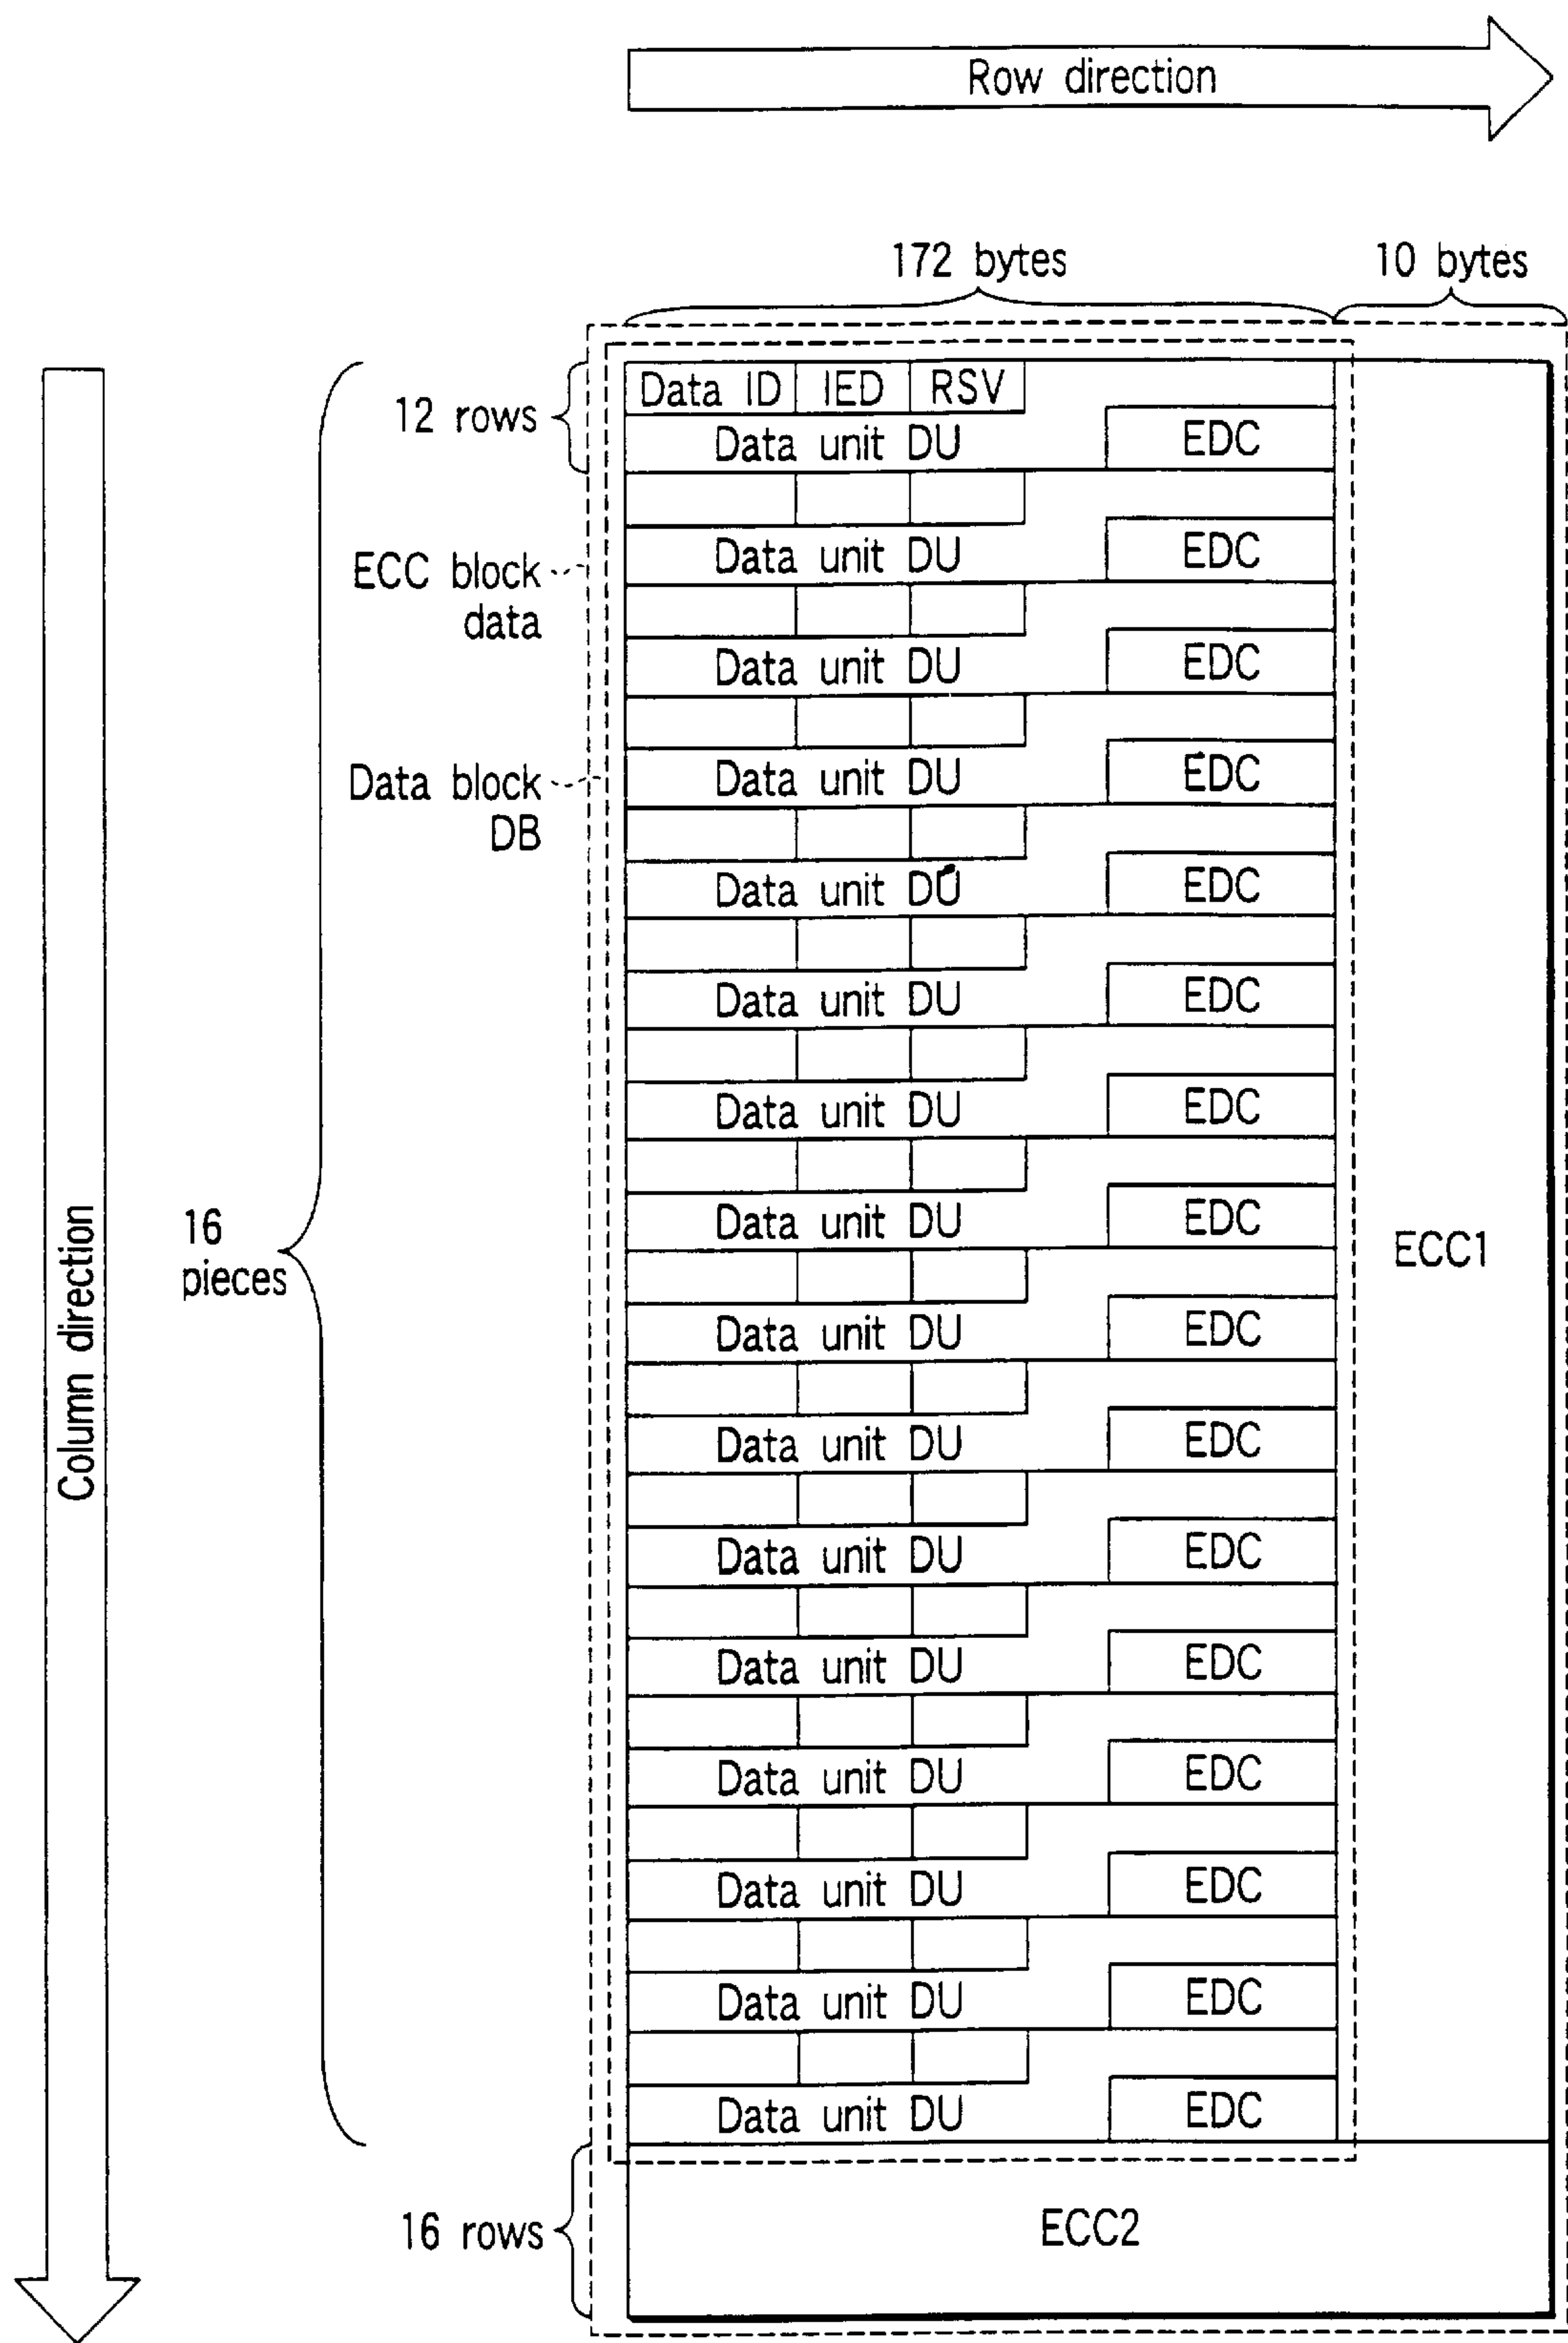 Row direction
172 bytes
10 bytes
12 rows
Data ID IED RSV
Data unit DU EDC
Data unit DU EDC
ECC block
data
Data unit DU EDC
Data unit DU EDC
Data block
DB
Data unit DU EDC
Data unit DU EDC
Data unit DU EDC
Data unit DU EDC
Column direction
16
pieces
ECC1
Data unit DU EDC
Data unit DU EDC
Data unit DU EDC
Data unit DU EDC
Data unit DU EDC
Data unit DU EDC
Data unit DU EDC
Data unit DU EDC
16 rows
ECC2